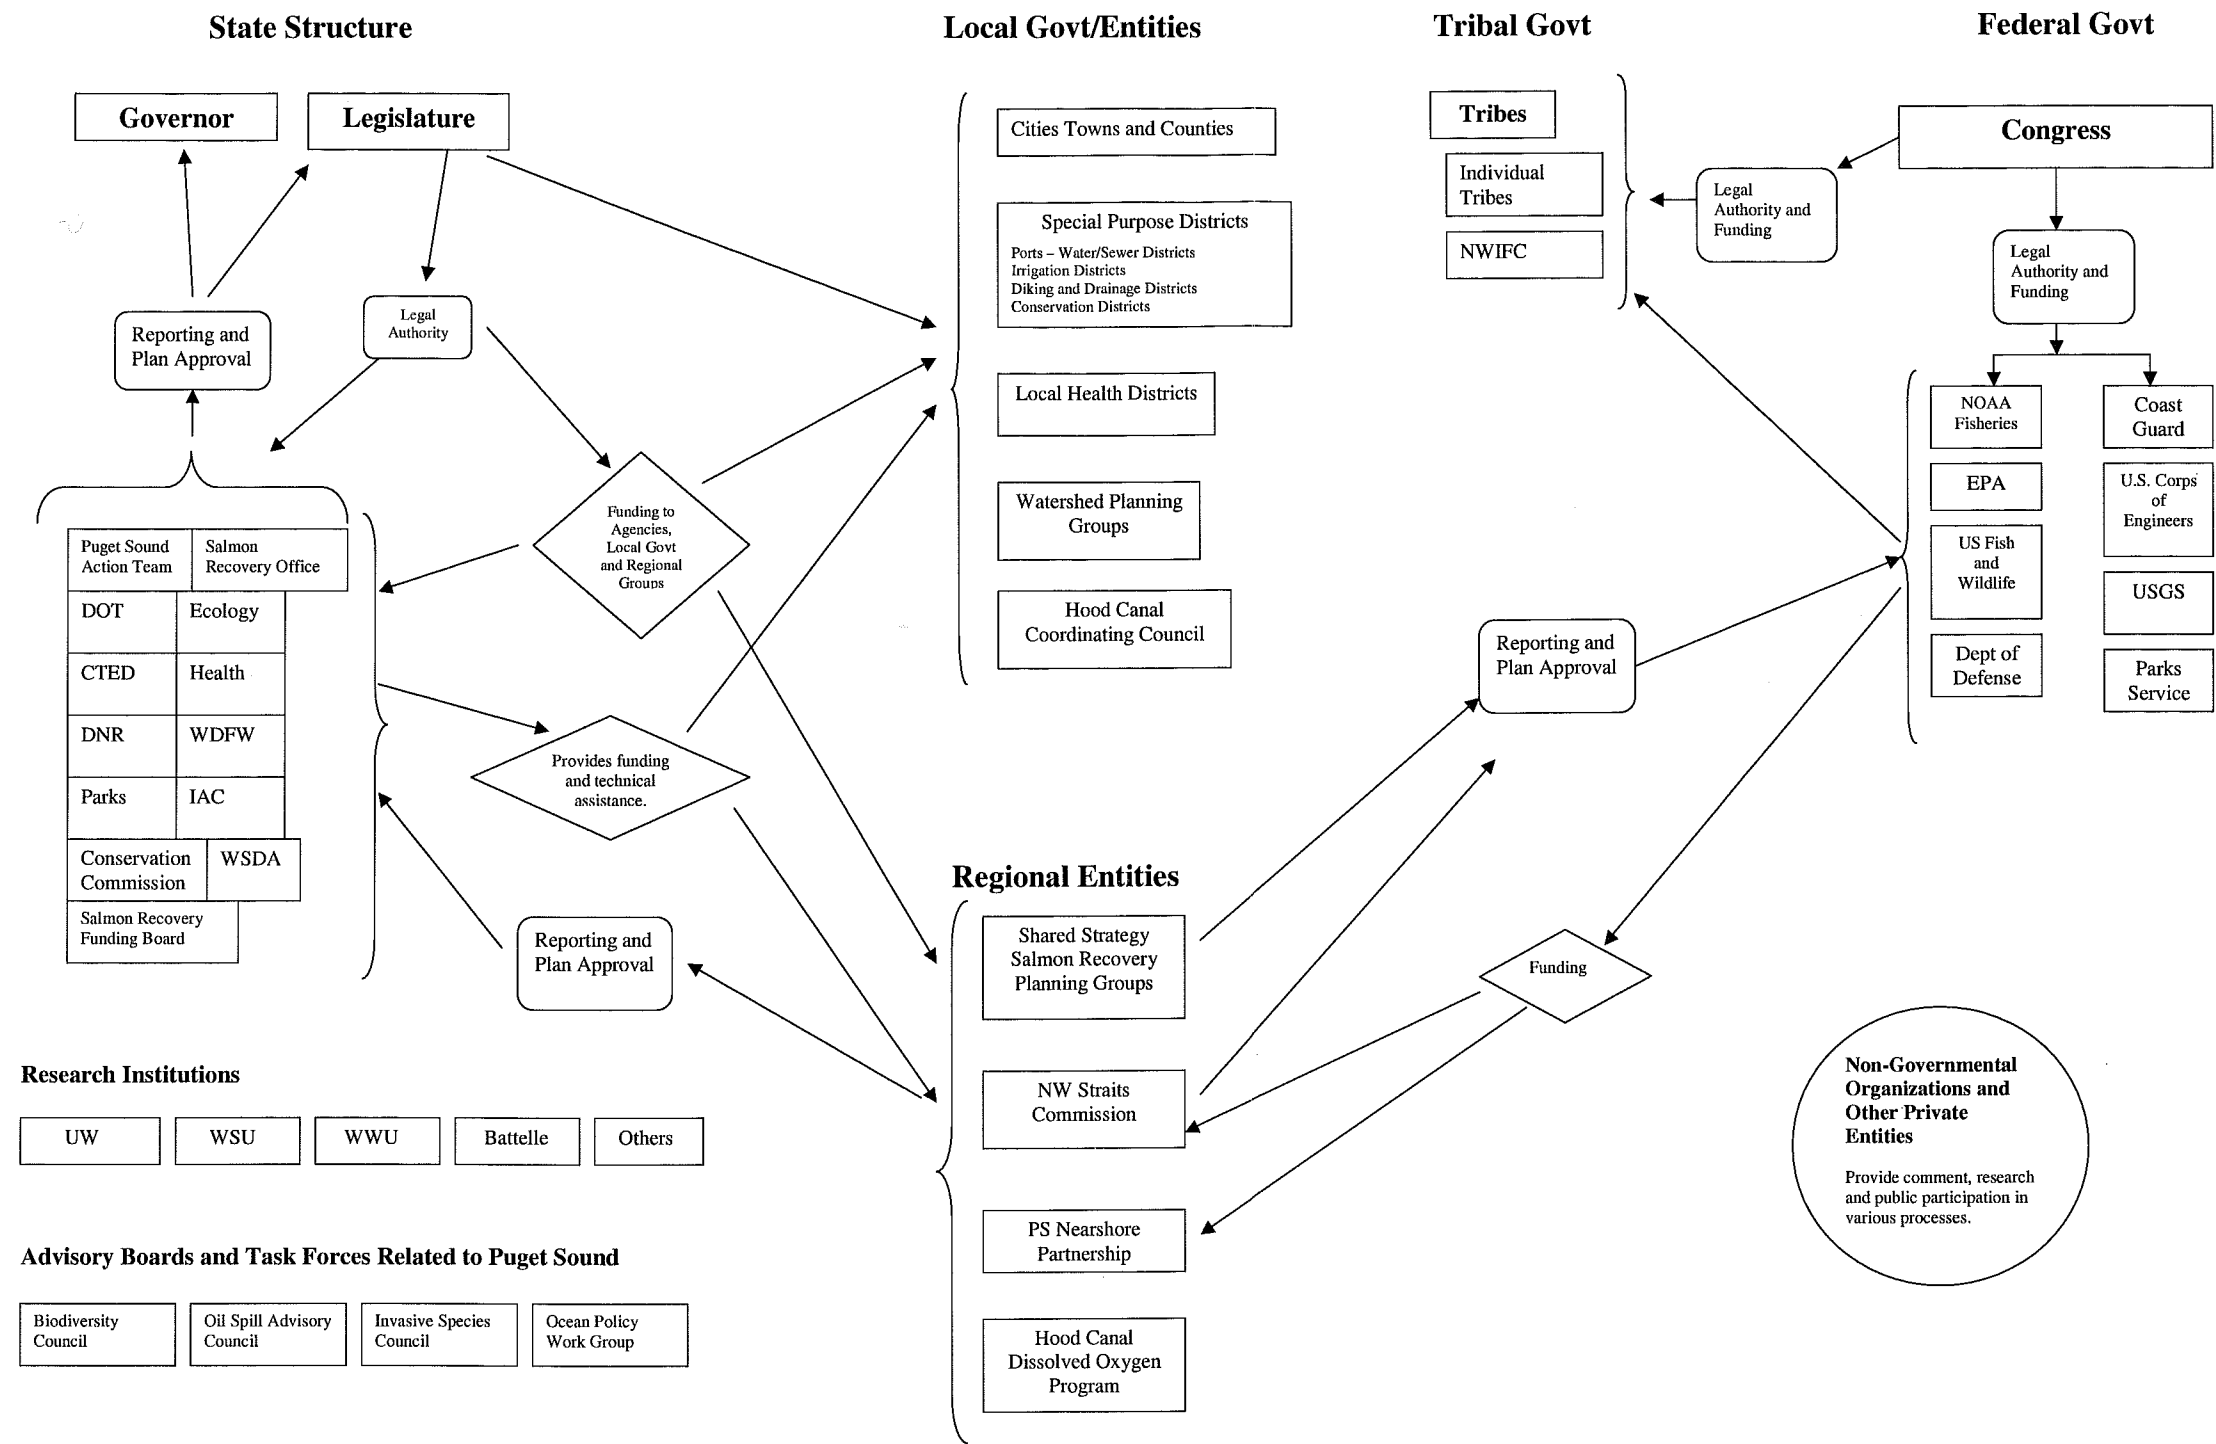 State Structure
Local Govt/Entities
Tribal Govt
Federal Govt
Governor
Legislature
Reporting and
Plan Approval
Legal
Authority
Funding to
Agencies,
Local Govt
and Regional
Groups
Puget Sound
Action Team
Salmon
Recovery Office
DOT
Ecology
CTED
Health
DNR
WDFW
Parks
IAC
Conservation
Commission
WSDA
Salmon Recovery
Funding Board
Provides funding
and technical
assistance.
Reporting and
Plan Approval
Cities Towns and Counties
Special Purpose Districts
Ports – Water/Sewer Districts
Irrigation Districts
Diking and Drainage Districts
Conservation Districts
Local Health Districts
Watershed Planning
Groups
Hood Canal
Coordinating Council
Tribes
Individual
Tribes
NWIFC
Legal
Authority and
Funding
Congress
Legal
Authority and
Funding
NOAA
Fisheries
Coast
Guard
EPA
U.S. Corps
of
Engineers
US Fish
and
Wildlife
USGS
Dept of
Defense
Parks
Service
Reporting and
Plan Approval
Funding
Regional Entities
Shared Strategy
Salmon Recovery
Planning Groups
NW Straits
Commission
PS Nearshore
Partnership
Hood Canal
Dissolved Oxygen
Program
Non-Governmental
Organizations and
Other Private
Entities
Provide comment, research
and public participation in
various processes.
Research Institutions
UW
WSU
WWU
Battelle
Others
Advisory Boards and Task Forces Related to Puget Sound
Biodiversity
Council
Oil Spill Advisory
Council
Invasive Species
Council
Ocean Policy
Work Group